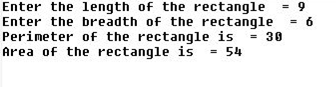 Enter the length of the rectangle = 9
Enter the breadth of the rectangle = 6
Perimeter of the rectangle is = 30
Area of the rectangle is = 54